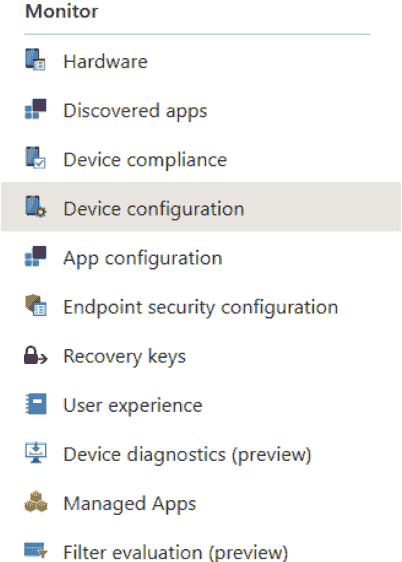 Monitor
Hardware
Discovered apps
Device compliance
Device configuration
App configuration
Endpoint security configuration
Recovery keys
User experience
Device diagnostics (preview)
Managed Apps
Filter evaluation (preview)